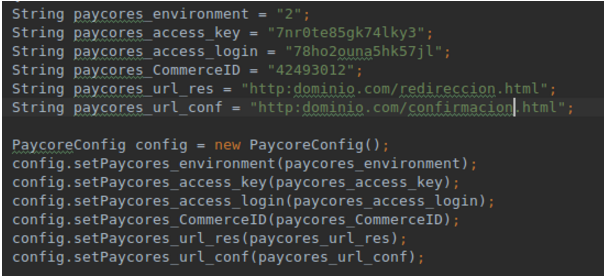 String paycores_environment = "2";
String paycores_access_key = "7nr0te85gk74lky3";
String paycores_access_login = "78ho2ouna5hk57jl";
String paycores_CommerceID = "42493012";
String paycores_url_res = "http:dominio.com/redireccion.html";
String paycores_url_conf = "http:dominio.com/confirmacion.html";
PaycoreConfig config = new PaycoreConfig();
config.setPaycores_environment(paycores_environment);
config.setPaycores_access_key(paycores_access_key);
config.setPaycores_access_login(paycores_access_login);
config.setPaycores_CommerceID(paycores_CommerceID);
config.setPaycores_url_res(paycores_url_res);
config.setPaycores_url_conf(paycores_url_conf);